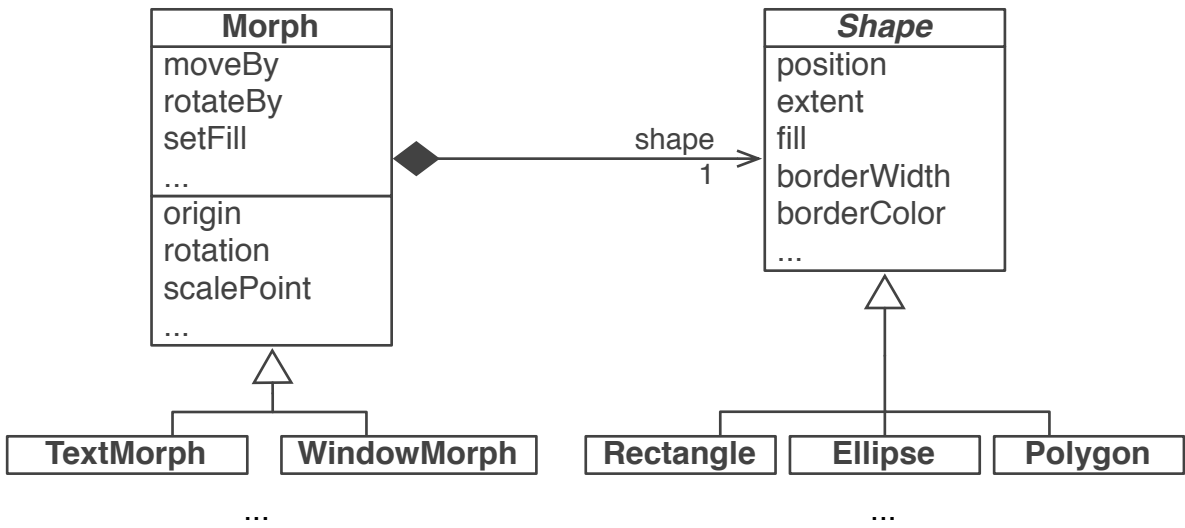 Morph
moveBy
rotateBy
setFill
...
origin
rotation
scalePoint
...
shape
1
Shape
position
extent
fill
borderWidth
borderColor
...
TextMorph
WindowMorph
...
Rectangle
Ellipse
Polygon
...